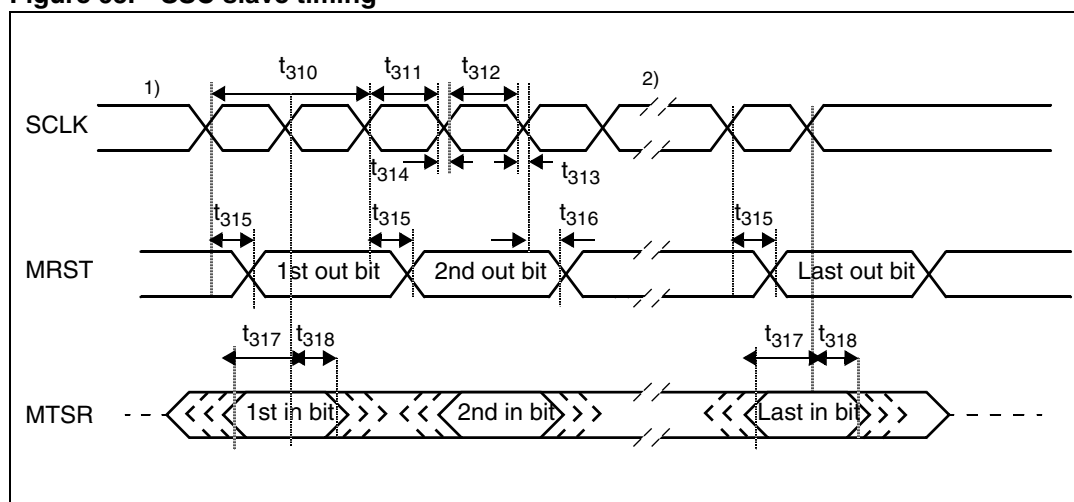 Figure 68. SSC slave timing
1)
t310
t311
t312
2)
SCLK
t314
t313
t315
t315
t316
t315
MRST
1st out bit
2nd out bit
Last out bit
t317
t318
t317
t318
MTSR
1st in bit
2nd in bit
Last in bit